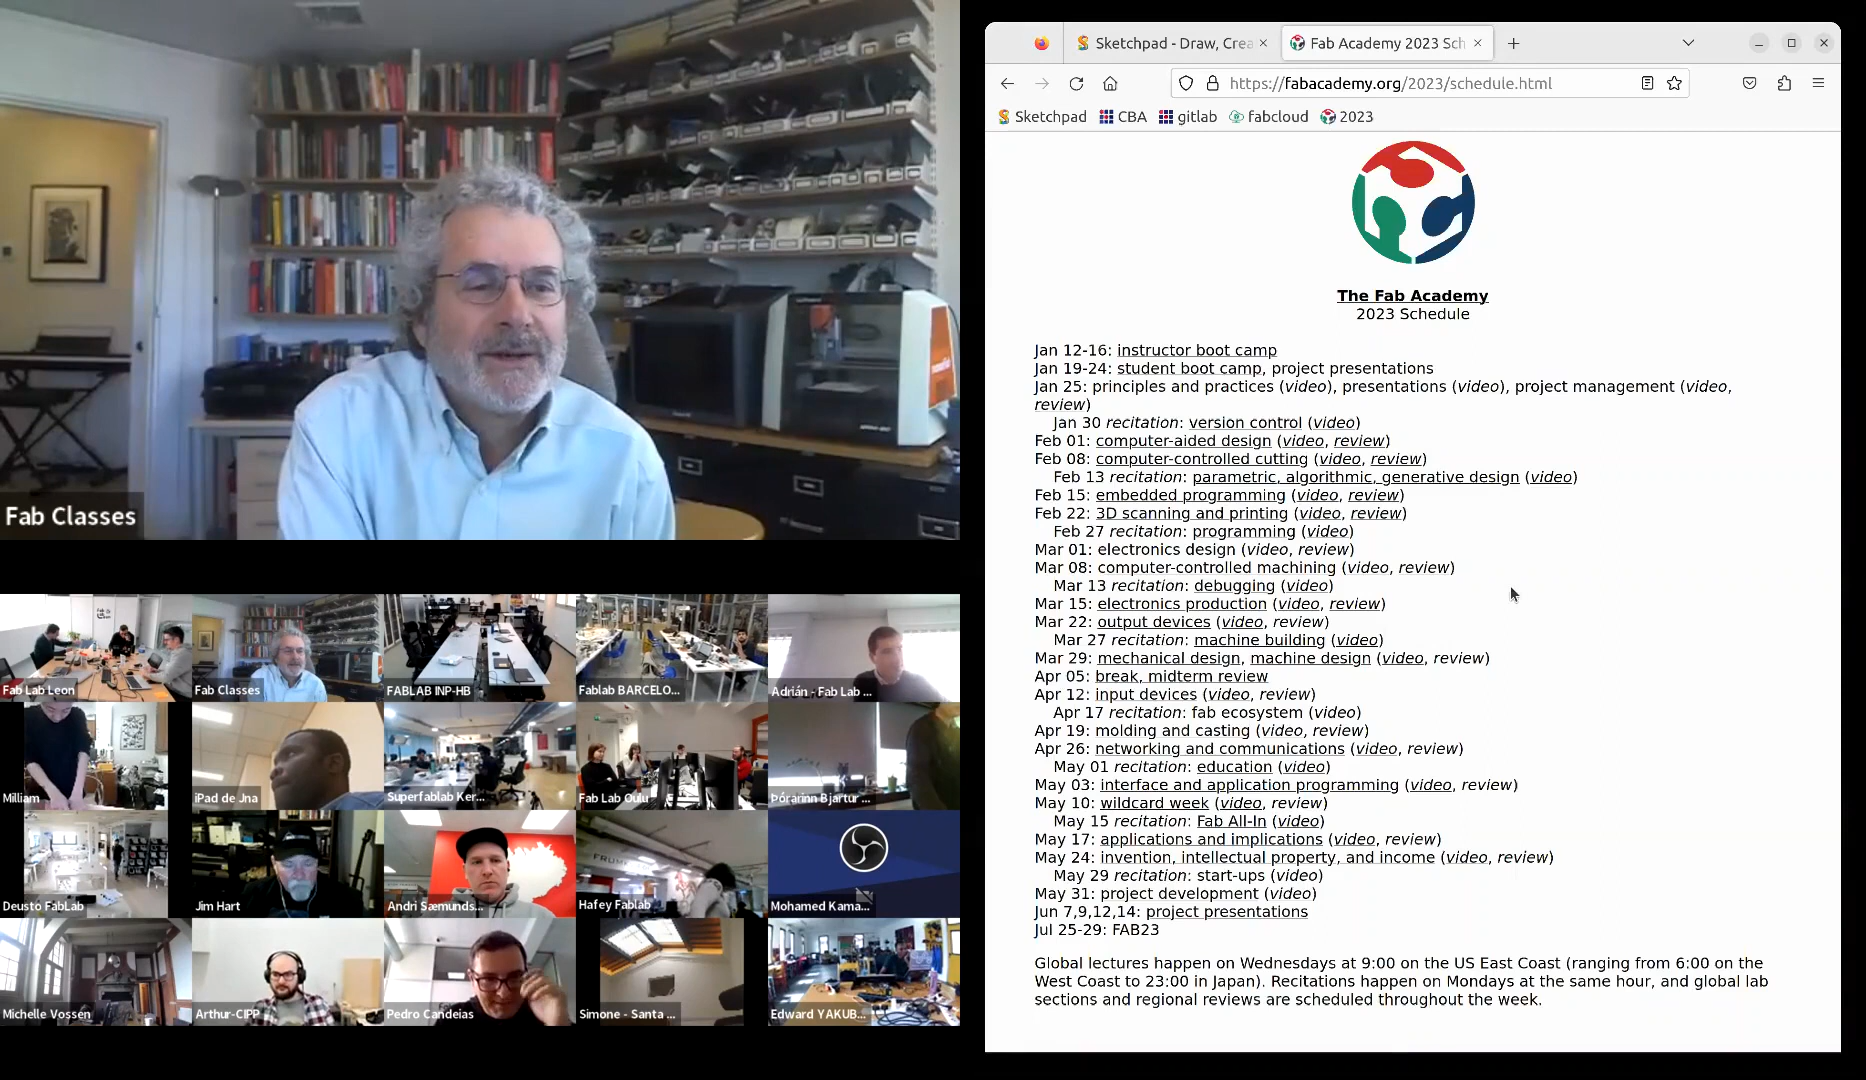 Fab Classes
Fab Lab Leon
Fab Classes
FABLAB INP-HB
Fablab BARCELO...
Adrián - Fab Lab ...
Milliam
iPad de Jna
Superfablab Ker...
Fab Lab Oulu
Þórarinn Bjartur ...
Deusto FabLab
Jim Hart
Andri Sæmunds...
Hafey Fablab
Mohamed Kama...
Michelle Vossen
Arthur-CIPP
Pedro Candeias
Simone - Santa ...
Edward YAKUB...
Sketchpad - Draw, Crea
Fab Academy 2023 Sch
https://fabacademy.org/2023/schedule.html
Sketchpad CBA gitlab fabcloud 2023
The Fab Academy
2023 Schedule
Jan 12-16: instructor boot camp
Jan 19-24: student boot camp, project presentations
Jan 25: principles and practices (video), presentations (video), project management (video,
review)
Jan 30 recitation: version control (video)
Feb 01: computer-aided design (video, review)
Feb 08: computer-controlled cutting (video, review)
Feb 13 recitation: parametric, algorithmic, generative design (video)
Feb 15: embedded programming (video, review)
Feb 22: 3D scanning and printing (video, review)
Feb 27 recitation: programming (video)
Mar 01: electronics design (video, review)
Mar 08: computer-controlled machining (video, review)
Mar 13 recitation: debugging (video)
Mar 15: electronics production (video, review)
Mar 22: output devices (video, review)
Mar 27 recitation: machine building (video)
Mar 29: mechanical design, machine design (video, review)
Apr 05: break, midterm review
Apr 12: input devices (video, review)
Apr 17 recitation: fab ecosystem (video)
Apr 19: molding and casting (video, review)
Apr 26: networking and communications (video, review)
May 01 recitation: education (video)
May 03: interface and application programming (video, review)
May 10: wildcard week (video, review)
May 15 recitation: Fab All-In (video)
May 17: applications and implications (video, review)
May 24: invention, intellectual property, and income (video, review)
May 29 recitation: start-ups (video)
May 31: project development (video)
Jun 7,9,12,14: project presentations
Jul 25-29: FAB23
Global lectures happen on Wednesdays at 9:00 on the US East Coast (ranging from 6:00 on the
West Coast to 23:00 in Japan). Recitations happen on Mondays at the same hour, and global lab
sections and regional reviews are scheduled throughout the week.